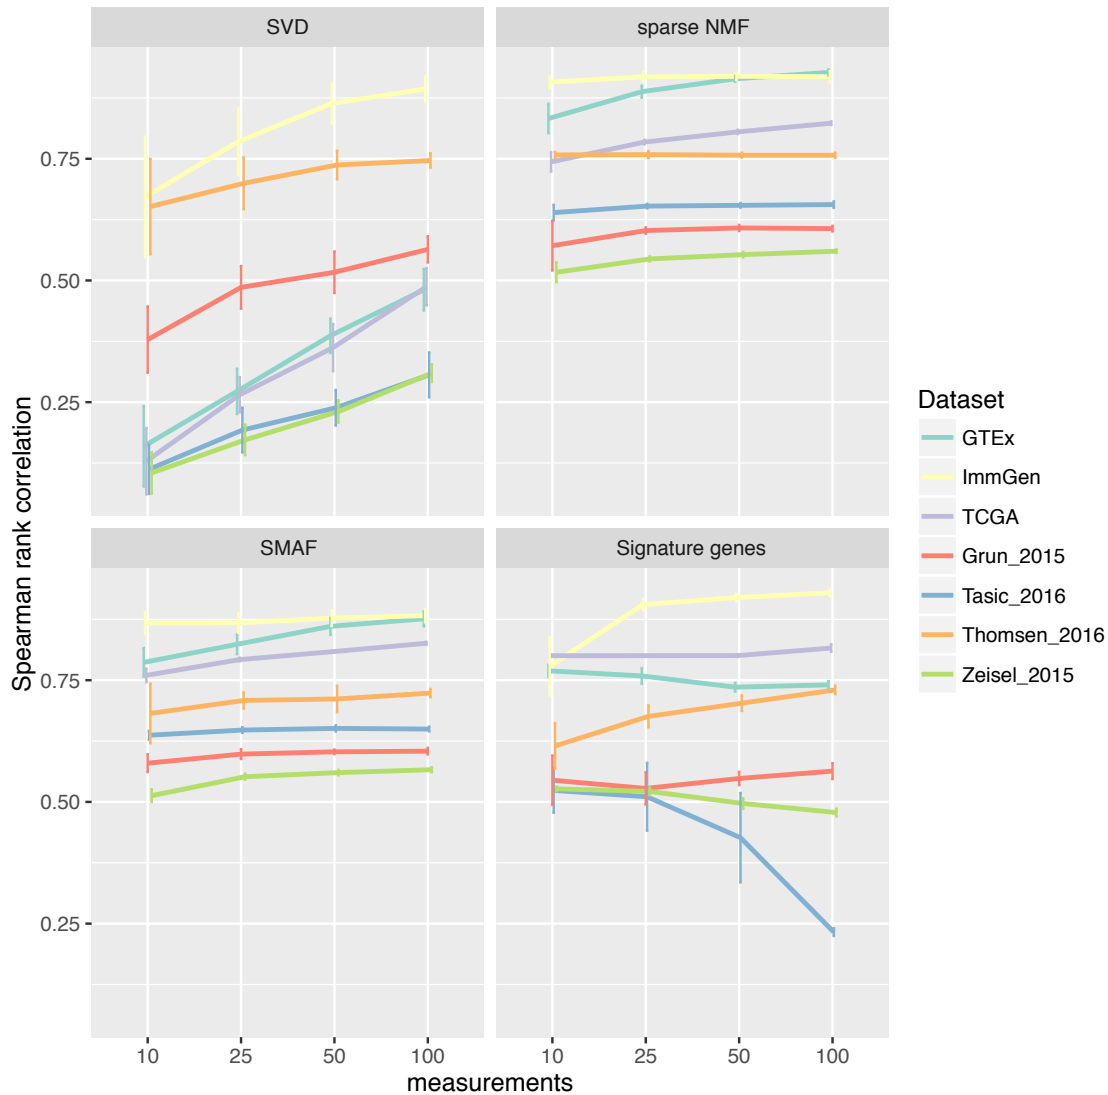 SVD
sparse NMF
0.75
0.50
0.25
SMAF
Signature genes
0.75
0.50
0.25
10
25
50
100
10
25
50
100
measurements
Spearman rank correlation
Dataset
GTEx
ImmGen
TCGA
Grun_2015
Tasic_2016
Thomsen_2016
Zeisel_2015